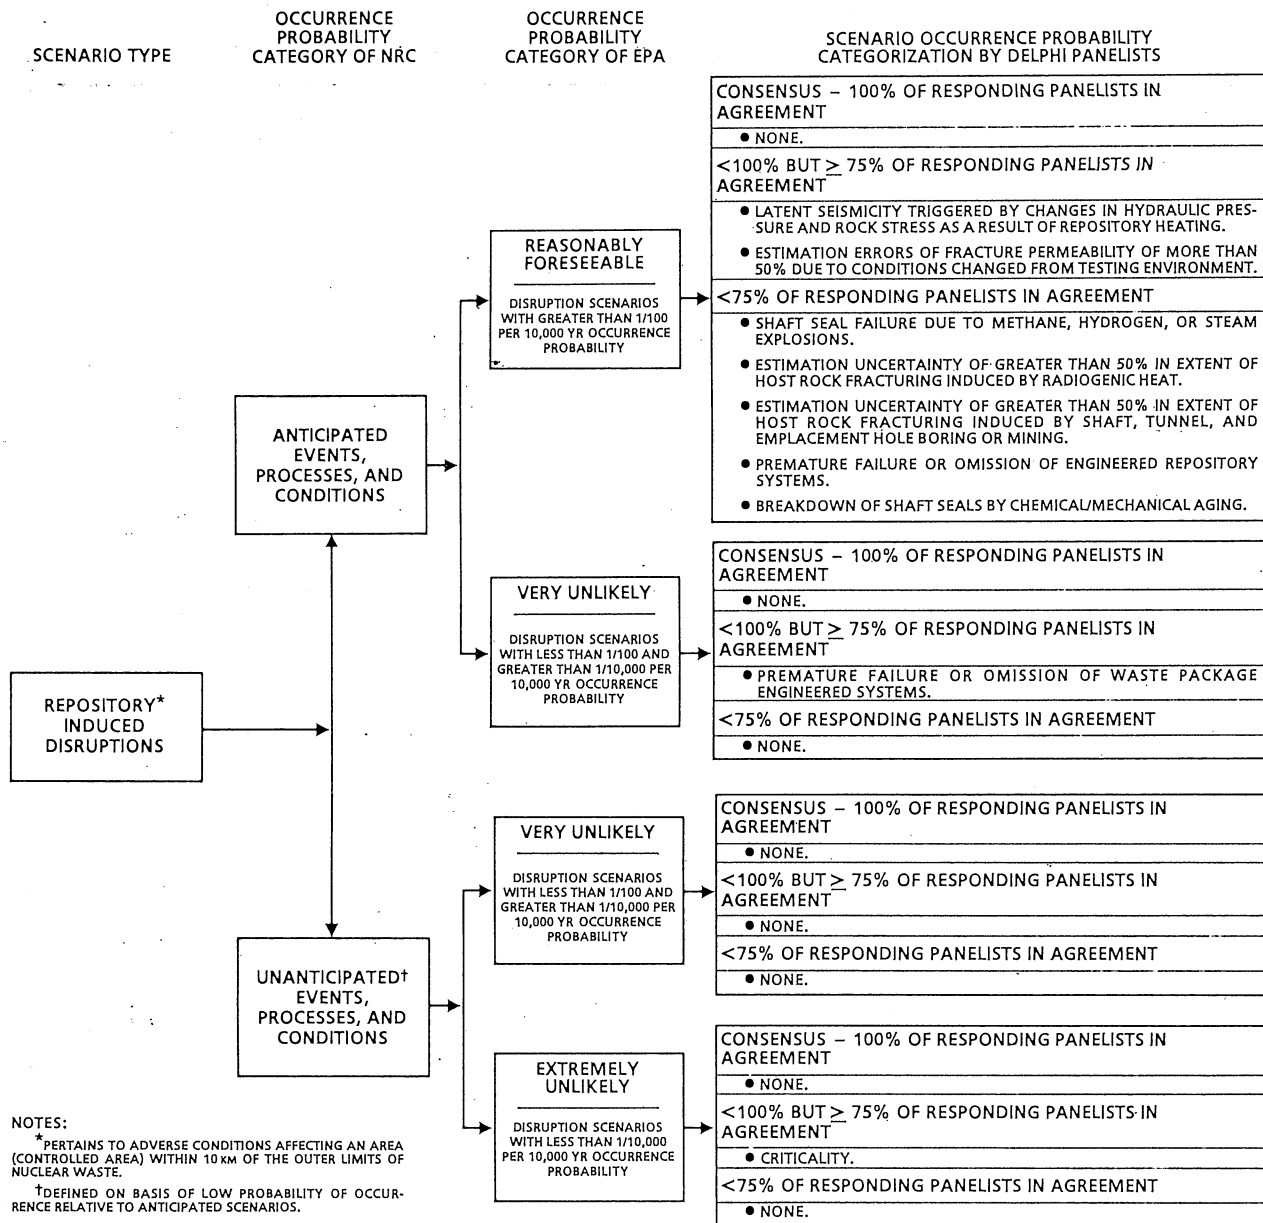 SCENARIO TYPE
OCCURRENCE
PROBABILITY
CATEGORY OF NRC
OCCURRENCE
PROBABILITY
CATEGORY OF EPA
SCENARIO OCCURRENCE PROBABILITY
CATEGORIZATION BY DELPHI PANELISTS
REPOSITORY*
INDUCED
DISRUPTIONS
ANTICIPATED
EVENTS,
PROCESSES, AND
CONDITIONS
REASONABLY
FORESEEABLE
DISRUPTION SCENARIOS
WITH GREATER THAN 1/100
PER 10,000 YR OCCURRENCE
PROBABILITY
CONSENSUS – 100% OF RESPONDING PANELISTS IN
AGREEMENT
• NONE.
<100% BUT ≥ 75% OF RESPONDING PANELISTS IN
AGREEMENT
• LATENT SEISMICITY TRIGGERED BY CHANGES IN HYDRAULIC PRES-
SURE AND ROCK STRESS AS A RESULT OF REPOSITORY HEATING.
• ESTIMATION ERRORS OF FRACTURE PERMEABILITY OF MORE THAN
50% DUE TO CONDITIONS CHANGED FROM TESTING ENVIRONMENT.
<75% OF RESPONDING PANELISTS IN AGREEMENT
• SHAFT SEAL FAILURE DUE TO METHANE, HYDROGEN, OR STEAM
EXPLOSIONS.
• ESTIMATION UNCERTAINTY OF GREATER THAN 50% IN EXTENT OF
HOST ROCK FRACTURING INDUCED BY RADIOGENIC HEAT.
• ESTIMATION UNCERTAINTY OF GREATER THAN 50% IN EXTENT OF
HOST ROCK FRACTURING INDUCED BY SHAFT, TUNNEL, AND
EMPLACEMENT HOLE BORING OR MINING.
• PREMATURE FAILURE OR OMISSION OF ENGINEERED REPOSITORY
SYSTEMS.
• BREAKDOWN OF SHAFT SEALS BY CHEMICAL/MECHANICAL AGING.
VERY UNLIKELY
DISRUPTION SCENARIOS
WITH LESS THAN 1/100 AND
GREATER THAN 1/10,000 PER
10,000 YR OCCURRENCE
PROBABILITY
CONSENSUS – 100% OF RESPONDING PANELISTS IN
AGREEMENT
• NONE.
<100% BUT ≥ 75% OF RESPONDING PANELISTS IN
AGREEMENT
• PREMATURE FAILURE OR OMISSION OF WASTE PACKAGE
ENGINEERED SYSTEMS.
<75% OF RESPONDING PANELISTS IN AGREEMENT
• NONE.
UNANTICIPATED†
EVENTS,
PROCESSES, AND
CONDITIONS
VERY UNLIKELY
DISRUPTION SCENARIOS
WITH LESS THAN 1/100 AND
GREATER THAN 1/10,000 PER
10,000 YR OCCURRENCE
PROBABILITY
CONSENSUS – 100% OF RESPONDING PANELISTS IN
AGREEMENT
• NONE.
<100% BUT ≥ 75% OF RESPONDING PANELISTS IN
AGREEMENT
• NONE.
<75% OF RESPONDING PANELISTS IN AGREEMENT
• NONE.
EXTREMELY
UNLIKELY
DISRUPTION SCENARIOS
WITH LESS THAN 1/10,000
PER 10,000 YR OCCURRENCE
PROBABILITY
CONSENSUS – 100% OF RESPONDING PANELISTS IN
AGREEMENT
• NONE.
<100% BUT ≥ 75% OF RESPONDING PANELISTS IN
AGREEMENT
• CRITICALITY.
<75% OF RESPONDING PANELISTS IN AGREEMENT
• NONE.
NOTES:
*PERTAINS TO ADVERSE CONDITIONS AFFECTING AN AREA
(CONTROLLED AREA) WITHIN 10 KM OF THE OUTER LIMITS OF
NUCLEAR WASTE.
†DEFINED ON BASIS OF LOW PROBABILITY OF OCCUR-
RENCE RELATIVE TO ANTICIPATED SCENARIOS.